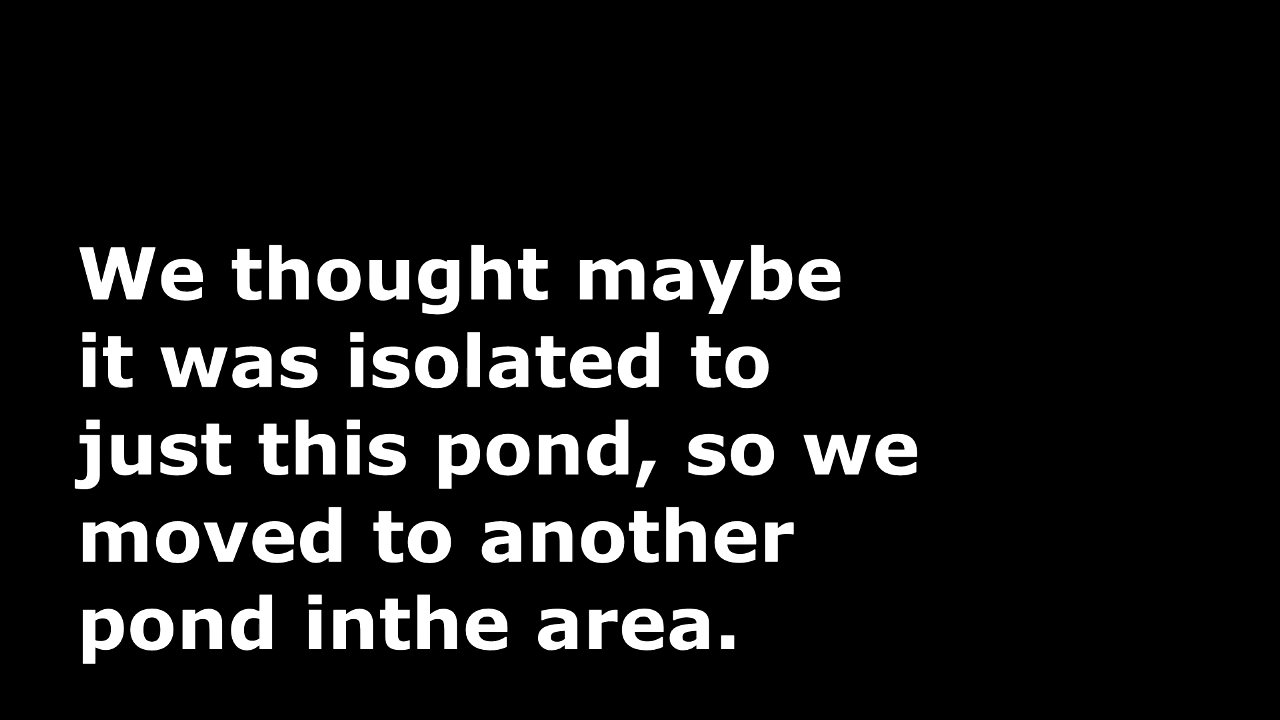 We thought maybe
it was isolated to
just this pond, so we
moved to another
pond inthe area.